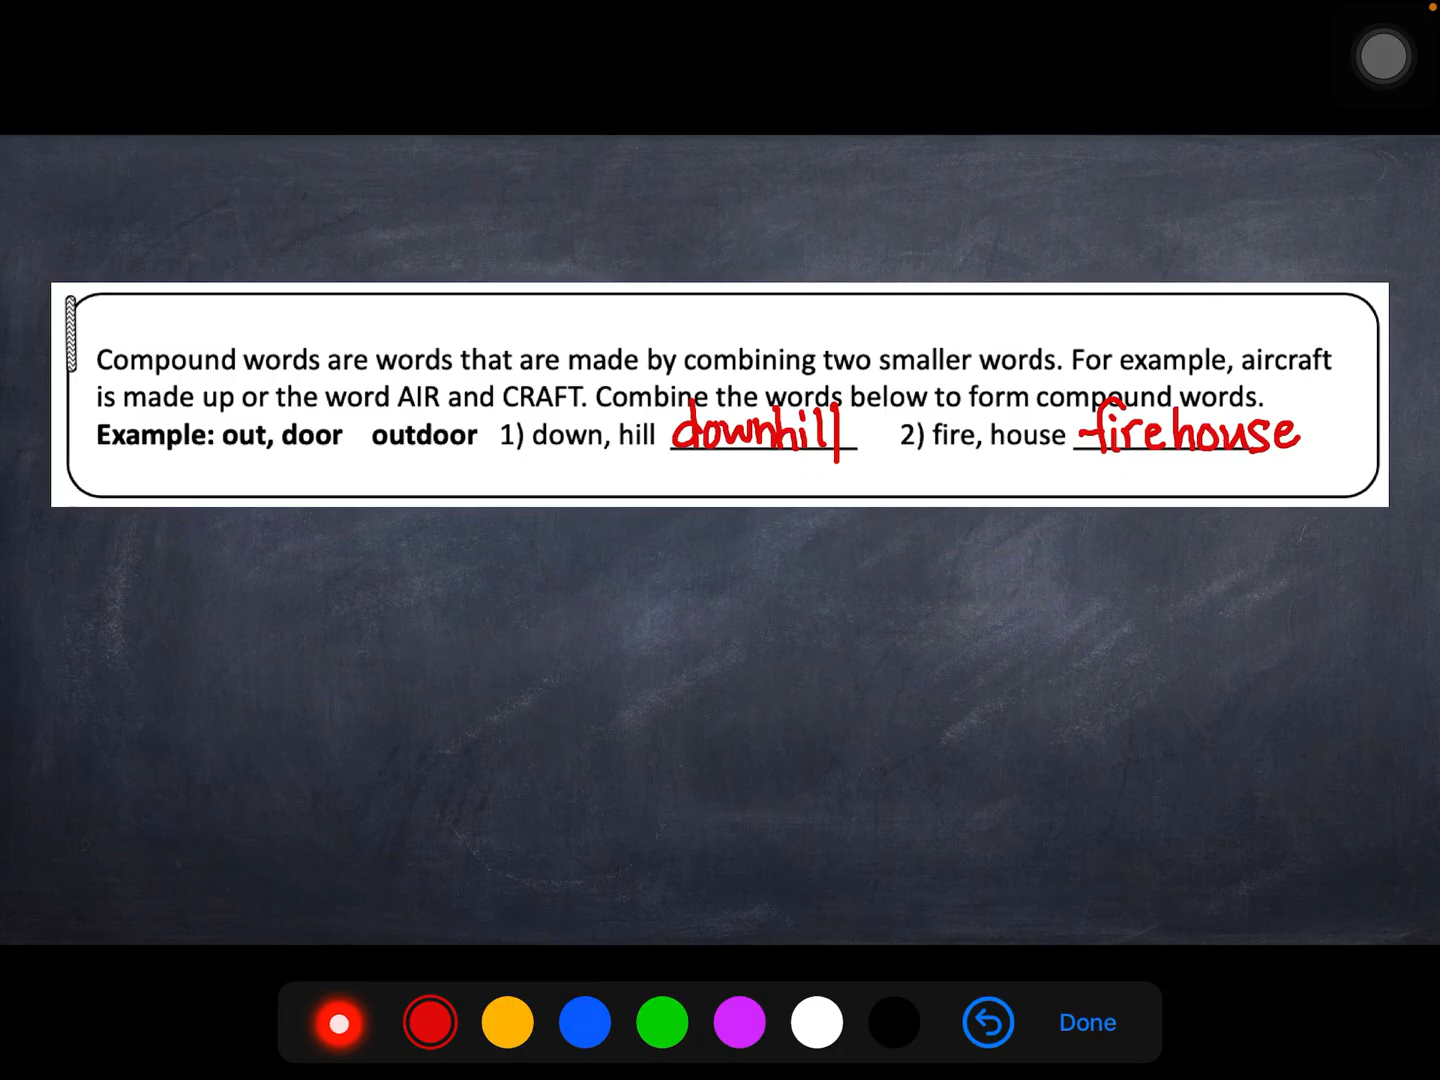 Compound words are words that are made by combining two smaller words. For example, aircraft
is made up or the word AIR and CRAFT. Combine the words below to form compound words.
Example: out, door outdoor 1) down, hill downhill 2) fire, house firehouse
Done